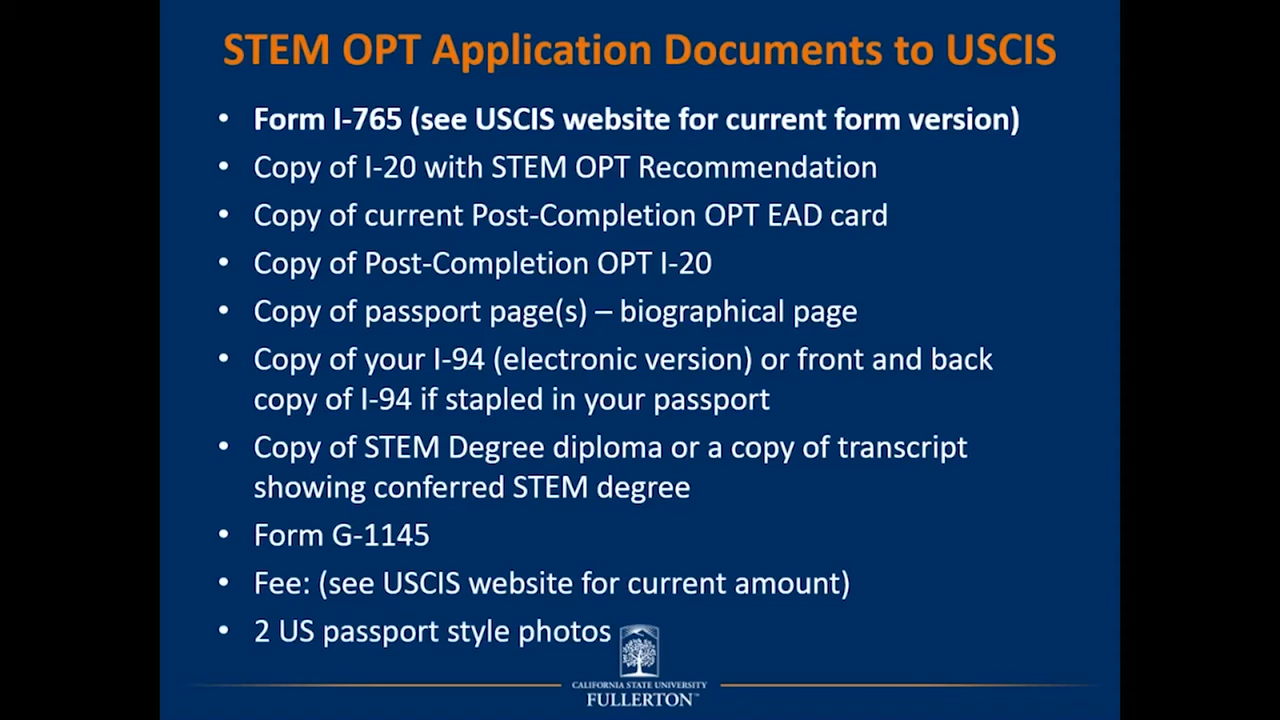 STEM OPT Application Documents to USCIS
• Form I-765 (see USCIS website for current form version)
• Copy of I-20 with STEM OPT Recommendation
• Copy of current Post-Completion OPT EAD card
• Copy of Post-Completion OPT I-20
• Copy of passport page(s) – biographical page
• Copy of your I-94 (electronic version) or front and back
copy of I-94 if stapled in your passport
• Copy of STEM Degree diploma or a copy of transcript
showing conferred STEM degree
• Form G-1145
• Fee: (see USCIS website for current amount)
• 2 US passport style photos
CALIFORNIA STATE UNIVERSITY
FULLERTON™